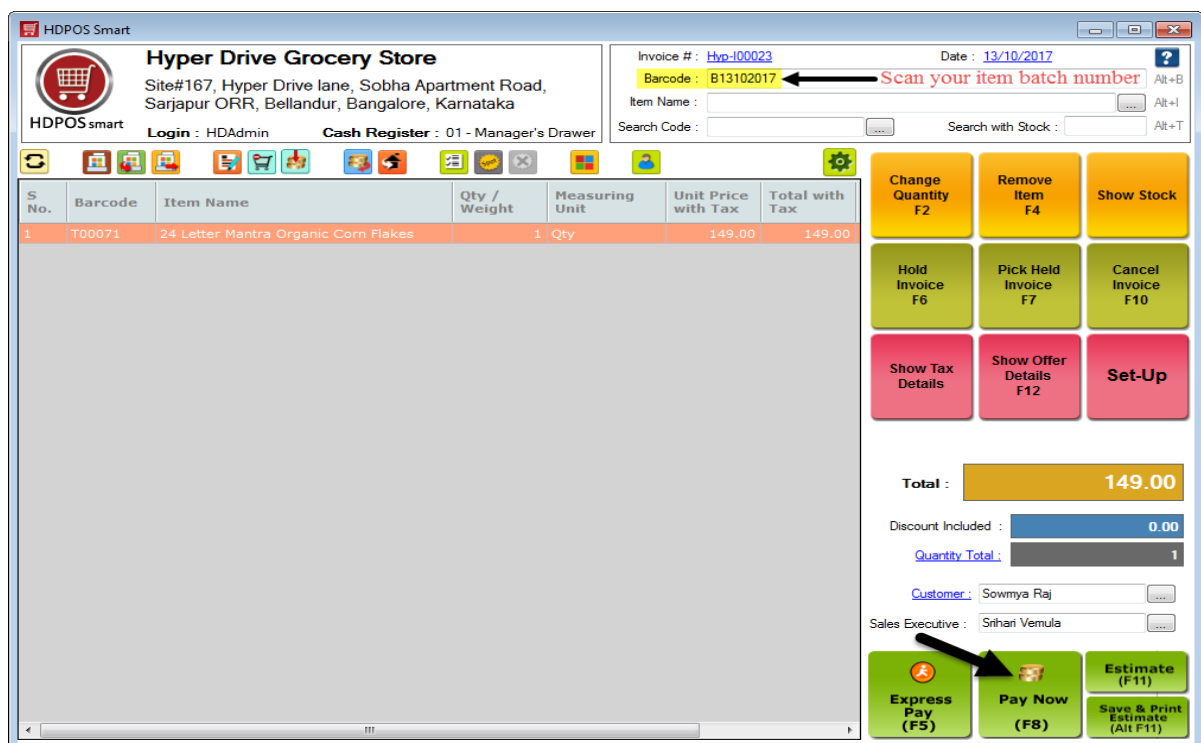 HDPOS Smart
Hyper Drive Grocery Store
Site#167, Hyper Drive lane, Sobha Apartment Road,
Sarjapur ORR, Bellandur, Bangalore, Karnataka
HDPOS smart
Login : HDAdmin Cash Register : 01 - Manager's Drawer
Invoice # : Hyp-I00023 Date : 13/10/2017 ?
Barcode : B13102017 Scan your item batch number Alt+B
Item Name : ... Alt+I
Search Code : ... Search with Stock : Alt+T
S No. Barcode Item Name Qty / Weight Measuring Unit Unit Price with Tax Total with Tax
1 T00071 24 Letter Mantra Organic Corn Flakes 1 Qty 149.00 149.00
Change
Quantity
F2
Remove
Item
F4
Show Stock
Hold
Invoice
F6
Pick Held
Invoice
F7
Cancel
Invoice
F10
Show Tax
Details
Show Offer
Details
F12
Set-Up
Total : 149.00
Discount Included : 0.00
Quantity Total : 1
Customer : Sowmya Raj ...
Sales Executive : Srihari Vemula ...
Express
Pay
(F5)
Pay Now
(F8)
Estimate
(F11)
Save & Print
Estimate
(Alt F11)